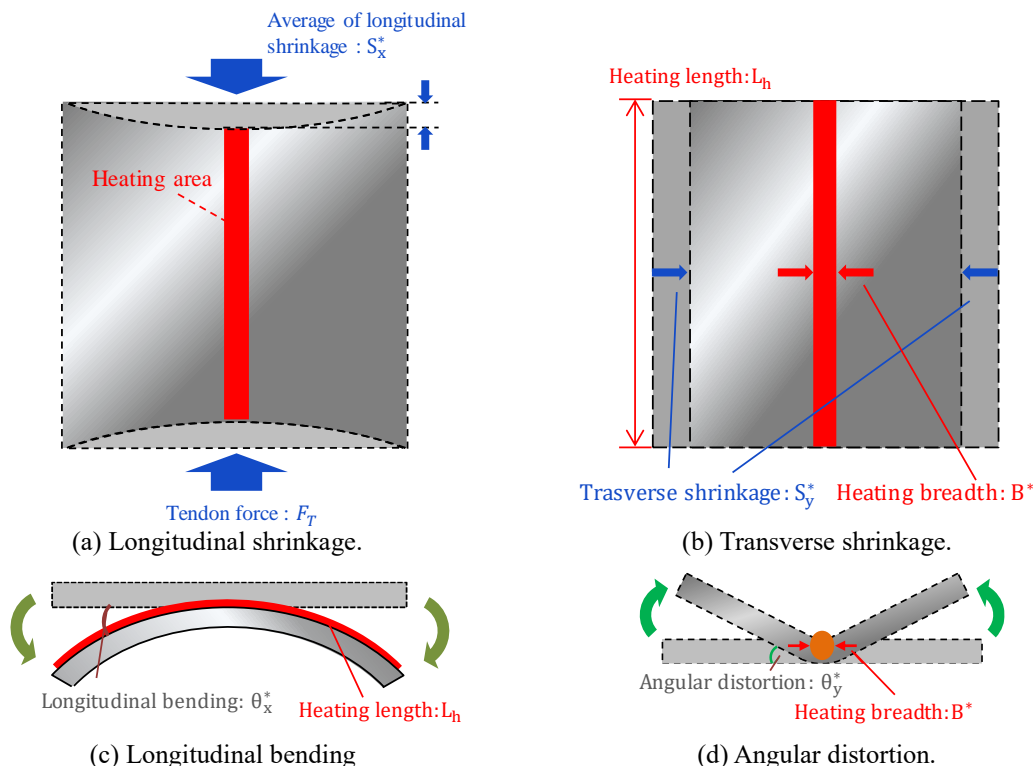 Average of longitudinal
shrinkage : S*x
Heating area
Tendon force : F_T
(a) Longitudinal shrinkage.
Heating length:L_h
Trasverse shrinkage: S*y
Heating breadth: B*
(b) Transverse shrinkage.
Longitudinal bending: θ*x
Heating length:L_h
(c) Longitudinal bending
Angular distortion: θ*y
Heating breadth:B*
(d) Angular distortion.